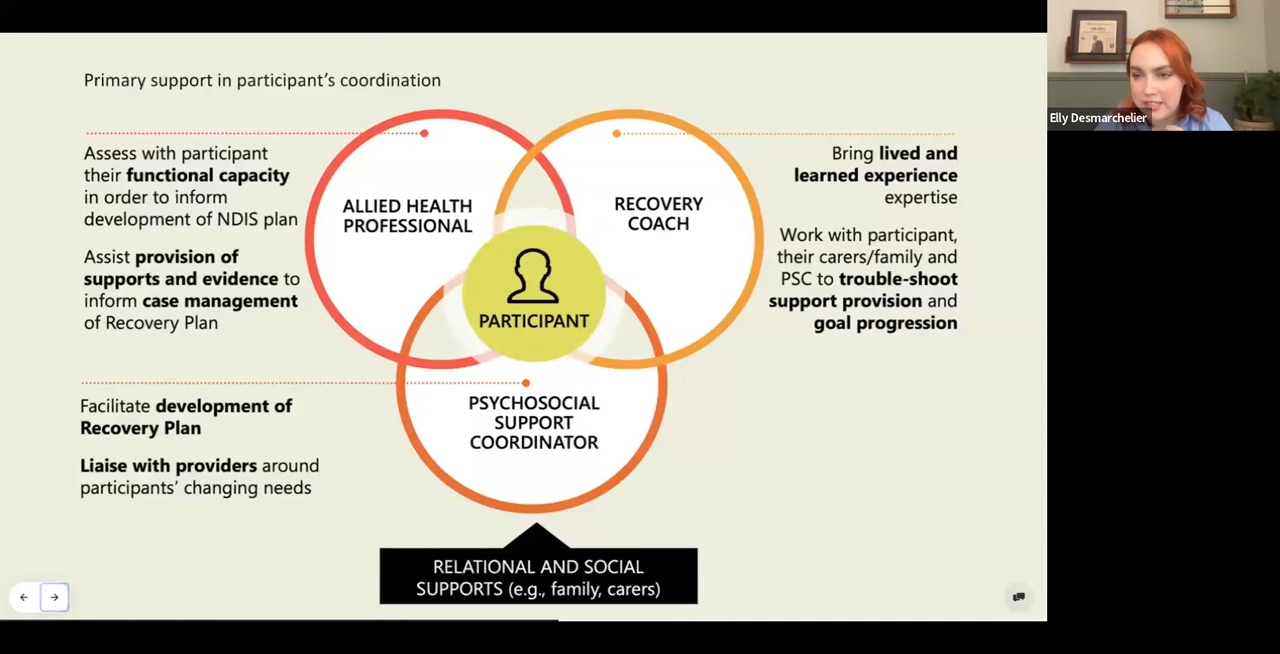 Primary support in participant’s coordination
Assess with participant
their functional capacity
in order to inform
development of NDIS plan
Assist provision of
supports and evidence to
inform case management
of Recovery Plan
ALLIED HEALTH
PROFESSIONAL
RECOVERY
COACH
Bring lived and
learned experience
expertise
Work with participant,
their carers/family and
PSC to trouble-shoot
support provision and
goal progression
PARTICIPANT
Facilitate development of
Recovery Plan
Liaise with providers around
participants’ changing needs
PSYCHOSOCIAL
SUPPORT
COORDINATOR
RELATIONAL AND SOCIAL
SUPPORTS (e.g., family, carers)
Elly Desmarchelier